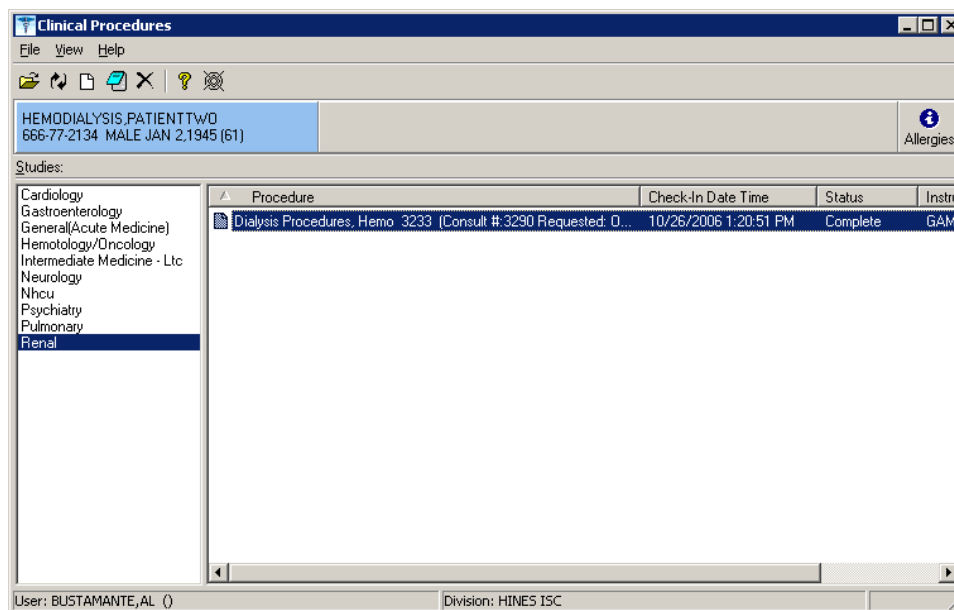 Clinical Procedures
File View Help
HEMODIALYSIS,PATIENTTWO
666-77-2134 MALE JAN 2,1945 (61)
Allergies
Studies:
Cardiology
Gastroenterology
General(Acute Medicine)
Hemotology/Oncology
Intermediate Medicine - Ltc
Neurology
Nhcu
Psychiatry
Pulmonary
Renal
Procedure Check-In Date Time Status Instru
Dialysis Procedures, Hemo 3233 (Consult #:3290 Requested: O... 10/26/2006 1:20:51 PM Complete GAM
User: BUSTAMANTE,AL () Division: HINES ISC